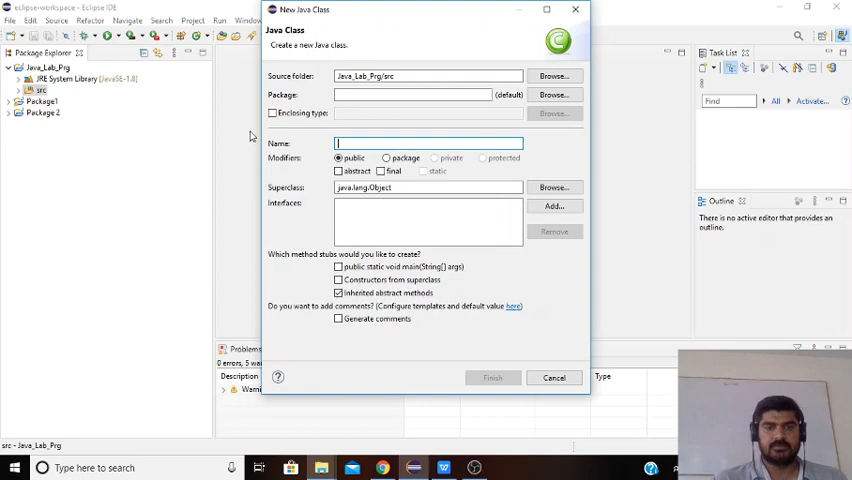 eclipse-workspace - Eclipse IDE
New Java Class
File Edit Source Refactor Navigate Search Project Run Window
Java Class
Create a new Java class.
Package Explorer
Task List
Java_Lab_Prg
JRE System Library [JavaSE-1.8]
src
Package1
Package 2
Source folder: Java_Lab_Prg/src Browse...
Package: (default) Browse...
Enclosing type: Browse...
Name:
Modifiers: public package private protected
abstract final static
Superclass: java.lang.Object Browse...
Interfaces: Add...
Remove
Which method stubs would you like to create?
public static void main(String[] args)
Constructors from superclass
Inherited abstract methods
Do you want to add comments? (Configure templates and default value here)
Generate comments
Finish Cancel
Find All Activate...
Outline
There is no active editor that provides an
outline.
Problems
0 errors, 5 wa
Description Type
Warni
src - Java_Lab_Prg
Type here to search